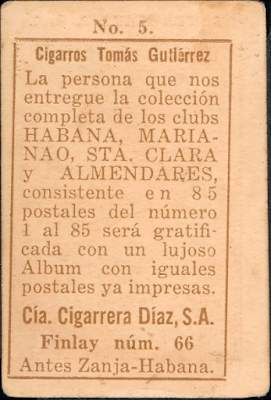 No. 5.
Cigarros Tomás Gutiérrez
La persona que nos
entregue la colección
completa de los clubs
HABANA, MARIA-
NAO, STA. CLARA
y ALMENDARES,
consistente en 85
postales del número
1 al 85 será gratifi-
cada con un lujoso
Album con iguales
postales ya impresas.
Cía. Cigarrera Díaz, S.A.
Finlay núm. 66
Antes Zanja-Habana.